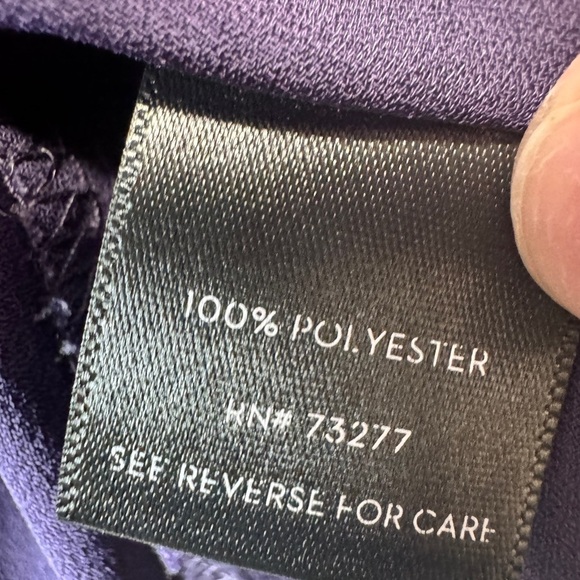 100% POLYESTER
RN# 73277
SEE REVERSE FOR CARE